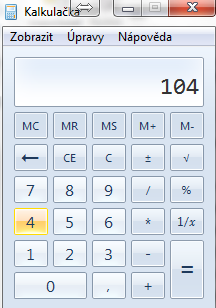 Kalkulačka
Zobrazit Úpravy Nápověda
104
MC MR MS M+ M-
← CE C ± √
7 8 9 / %
4 5 6 * 1/x
1 2 3 - =
0 , +